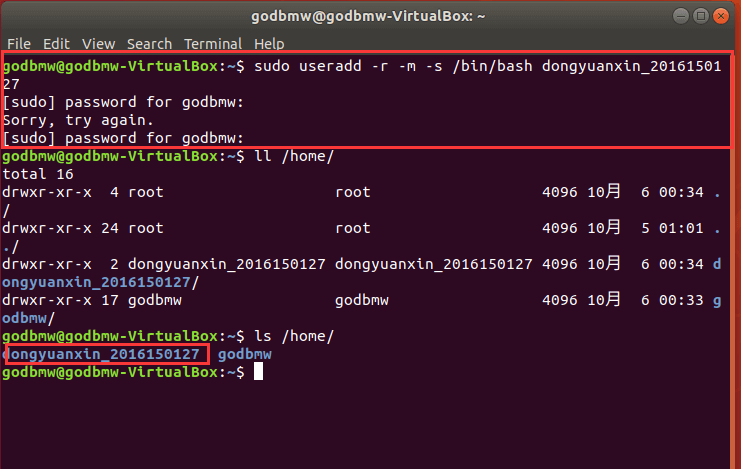 godbmw@godbmw-VirtualBox: ~
File Edit View Search Terminal Help
godbmw@godbmw-VirtualBox:~$ sudo useradd -r -m -s /bin/bash dongyuanxin_20161501
27
[sudo] password for godbmw:
Sorry, try again.
[sudo] password for godbmw:
godbmw@godbmw-VirtualBox:~$ ll /home/
total 16
drwxr-xr-x  4 root                   root                   4096 10月  6 00:34 .
/
drwxr-xr-x 24 root                   root                   4096 10月  5 01:01 .
./
drwxr-xr-x  2 dongyuanxin_2016150127 dongyuanxin_2016150127 4096 10月  6 00:34 d
ongyuanxin_2016150127/
drwxr-xr-x 17 godbmw                 godbmw                 4096 10月  6 00:33 g
odbmw/
godbmw@godbmw-VirtualBox:~$ ls /home/
dongyuanxin_2016150127  godbmw
godbmw@godbmw-VirtualBox:~$